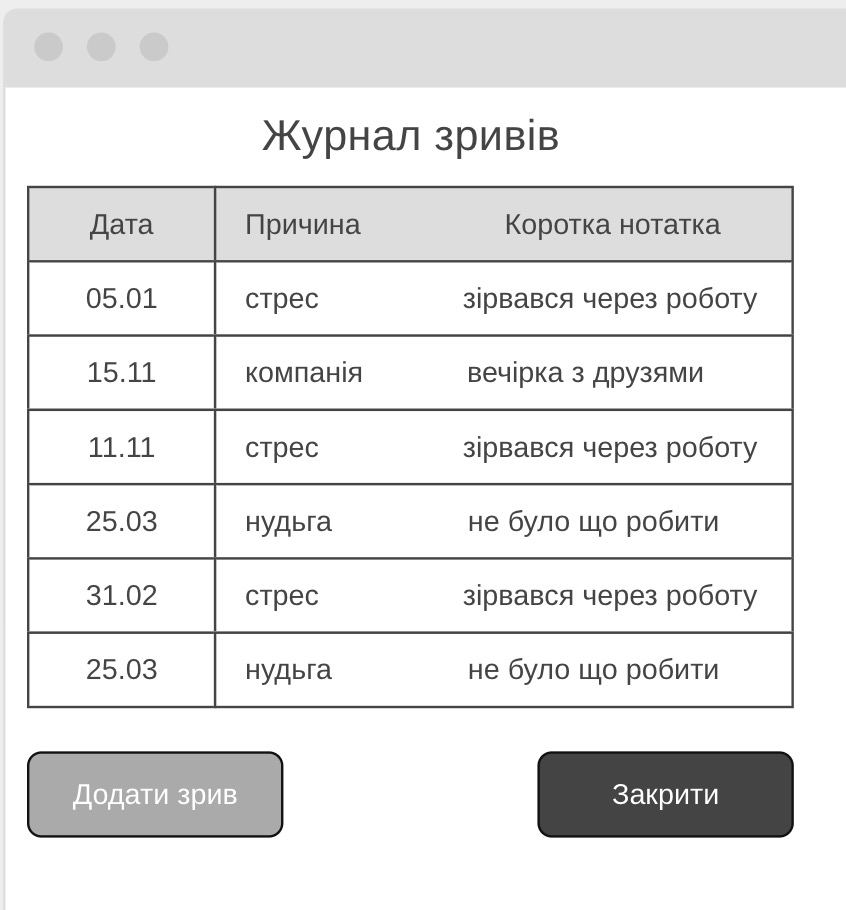 Журнал зривів
Дата Причина Коротка нотатка
05.01 стрес зірвався через роботу
15.11 компанія вечірка з друзями
11.11 стрес зірвався через роботу
25.03 нудьга не було що робити
31.02 стрес зірвався через роботу
25.03 нудьга не було що робити
Додати зрив Закрити